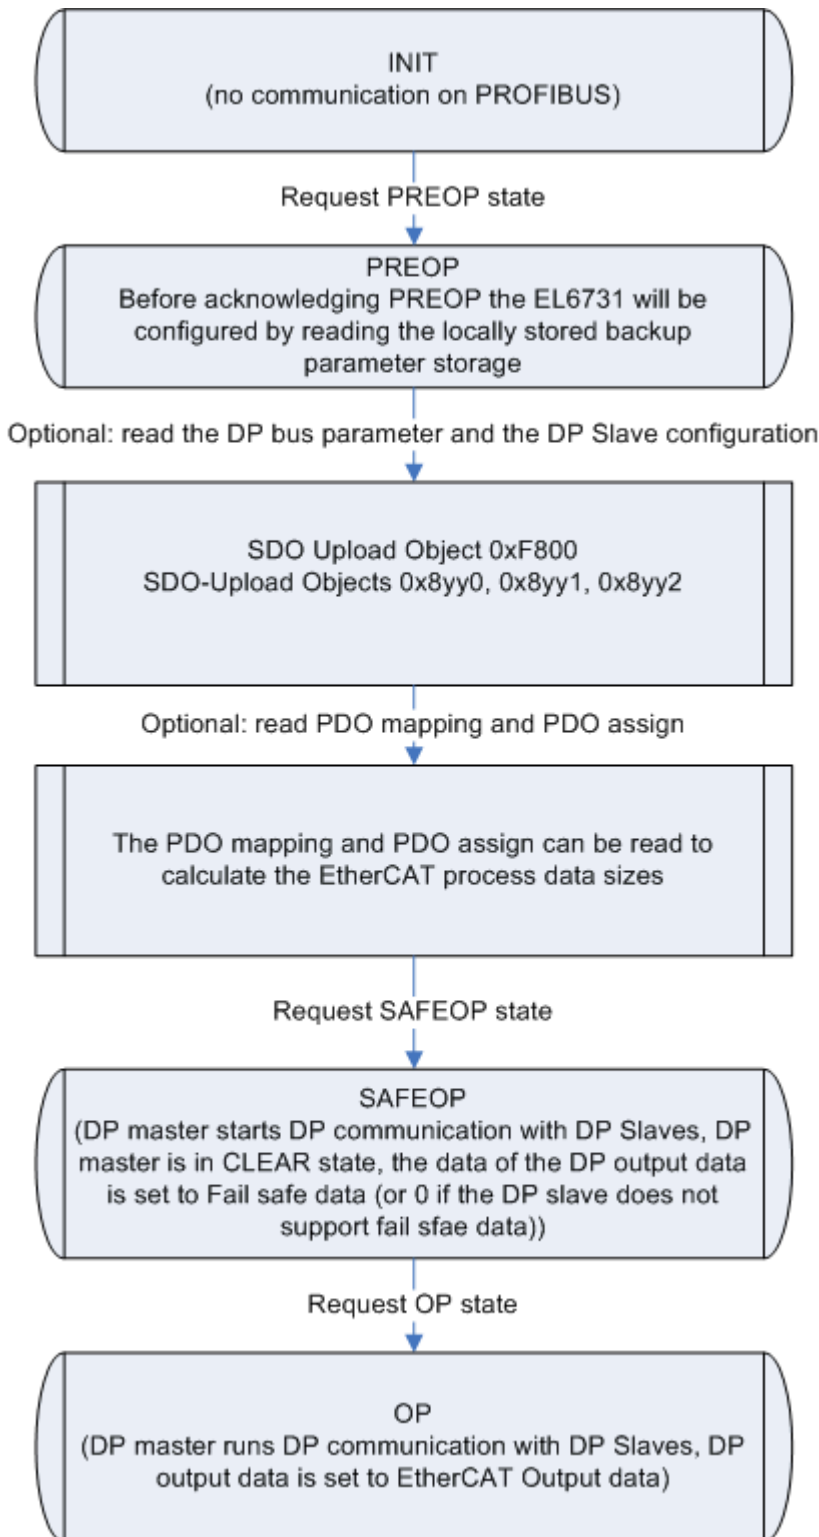 INIT
(no communication on PROFIBUS)
Request PREOP state
PREOP
Before acknowledging PREOP the EL6731 will be
configured by reading the locally stored backup
parameter storage
Optional: read the DP bus parameter and the DP Slave configuration
SDO Upload Object 0xF800
SDO-Upload Objects 0x8yy0, 0x8yy1, 0x8yy2
Optional: read PDO mapping and PDO assign
The PDO mapping and PDO assign can be read to
calculate the EtherCAT process data sizes
Request SAFEOP state
SAFEOP
(DP master starts DP communication with DP Slaves, DP
master is in CLEAR state, the data of the DP output data
is set to Fail safe data (or 0 if the DP slave does not
support fail sfae data))
Request OP state
OP
(DP master runs DP communication with DP Slaves, DP
output data is set to EtherCAT Output data)